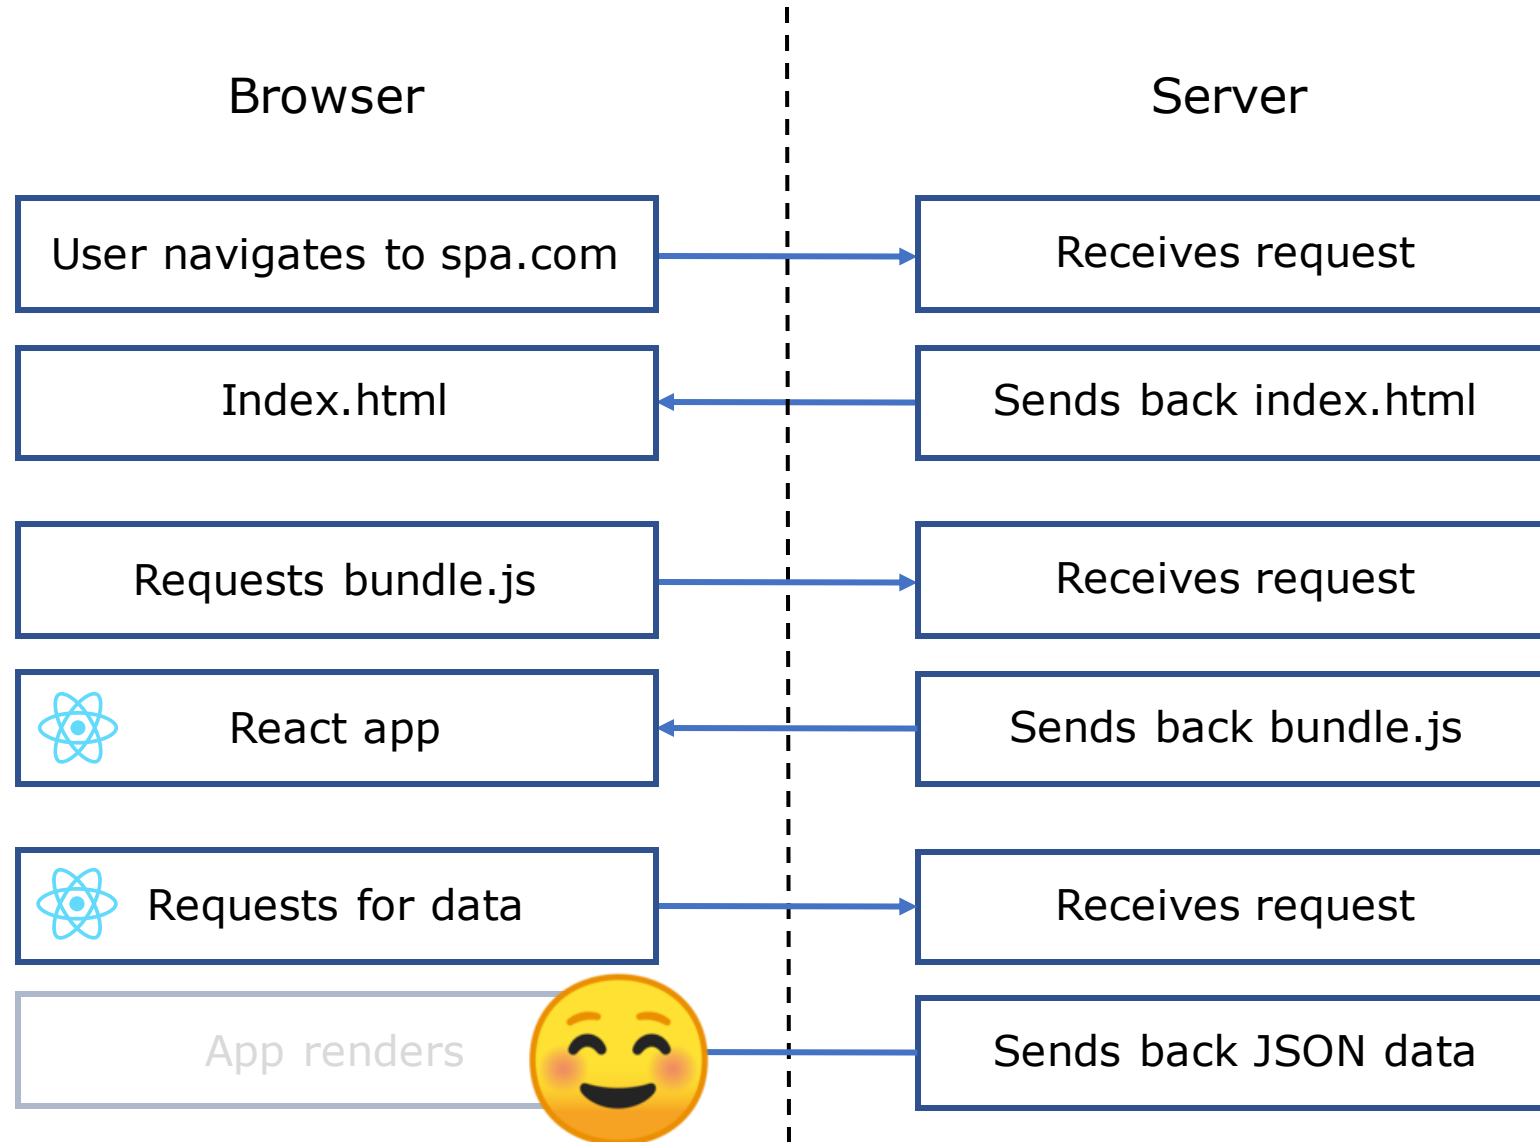 Browser
Server
User navigates to spa.com
Receives request
Index.html
Sends back index.html
Requests bundle.js
Receives request
React app
Sends back bundle.js
Requests for data
Receives request
App renders
Sends back JSON data